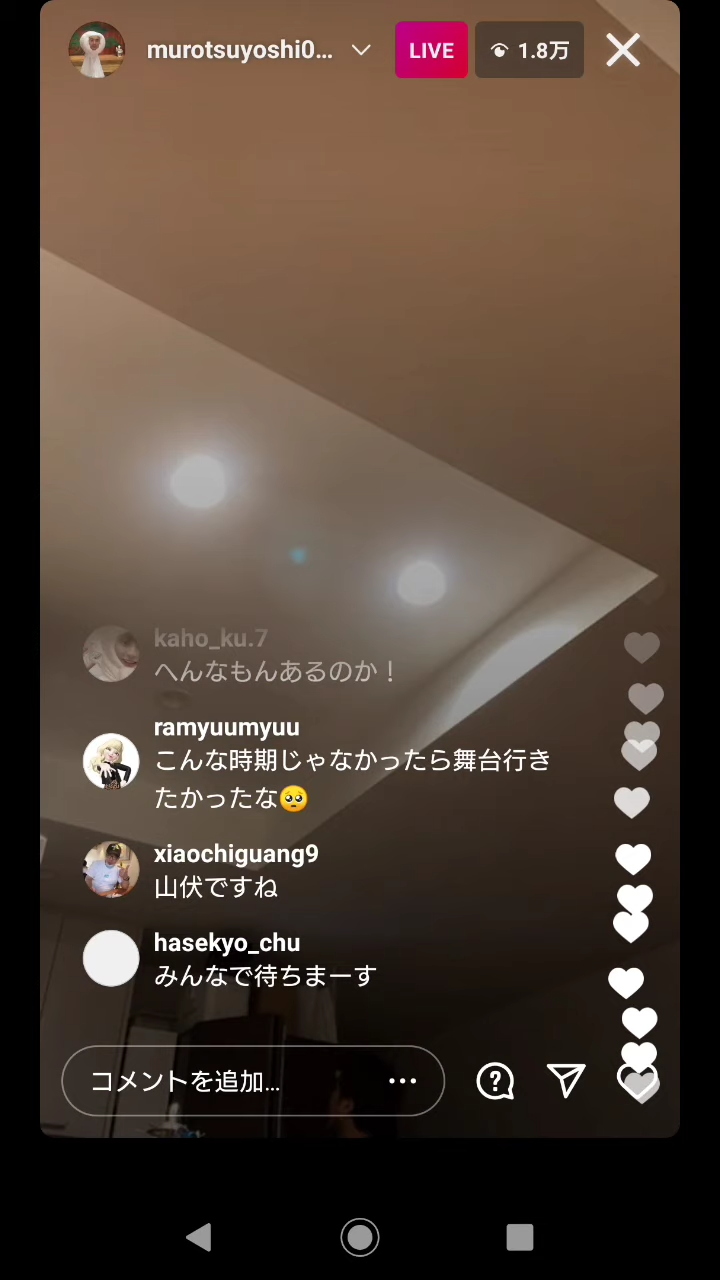 murotsuyoshi0...
LIVE
1.8万
kaho_ku.7
へんなもんあるのか！
ramyuumyuu
こんな時期じゃなかったら舞台行き
たかったな🥺
xiaochiguang9
山伏ですね
hasekyo_chu
みんなで待ちまーす
コメントを追加...